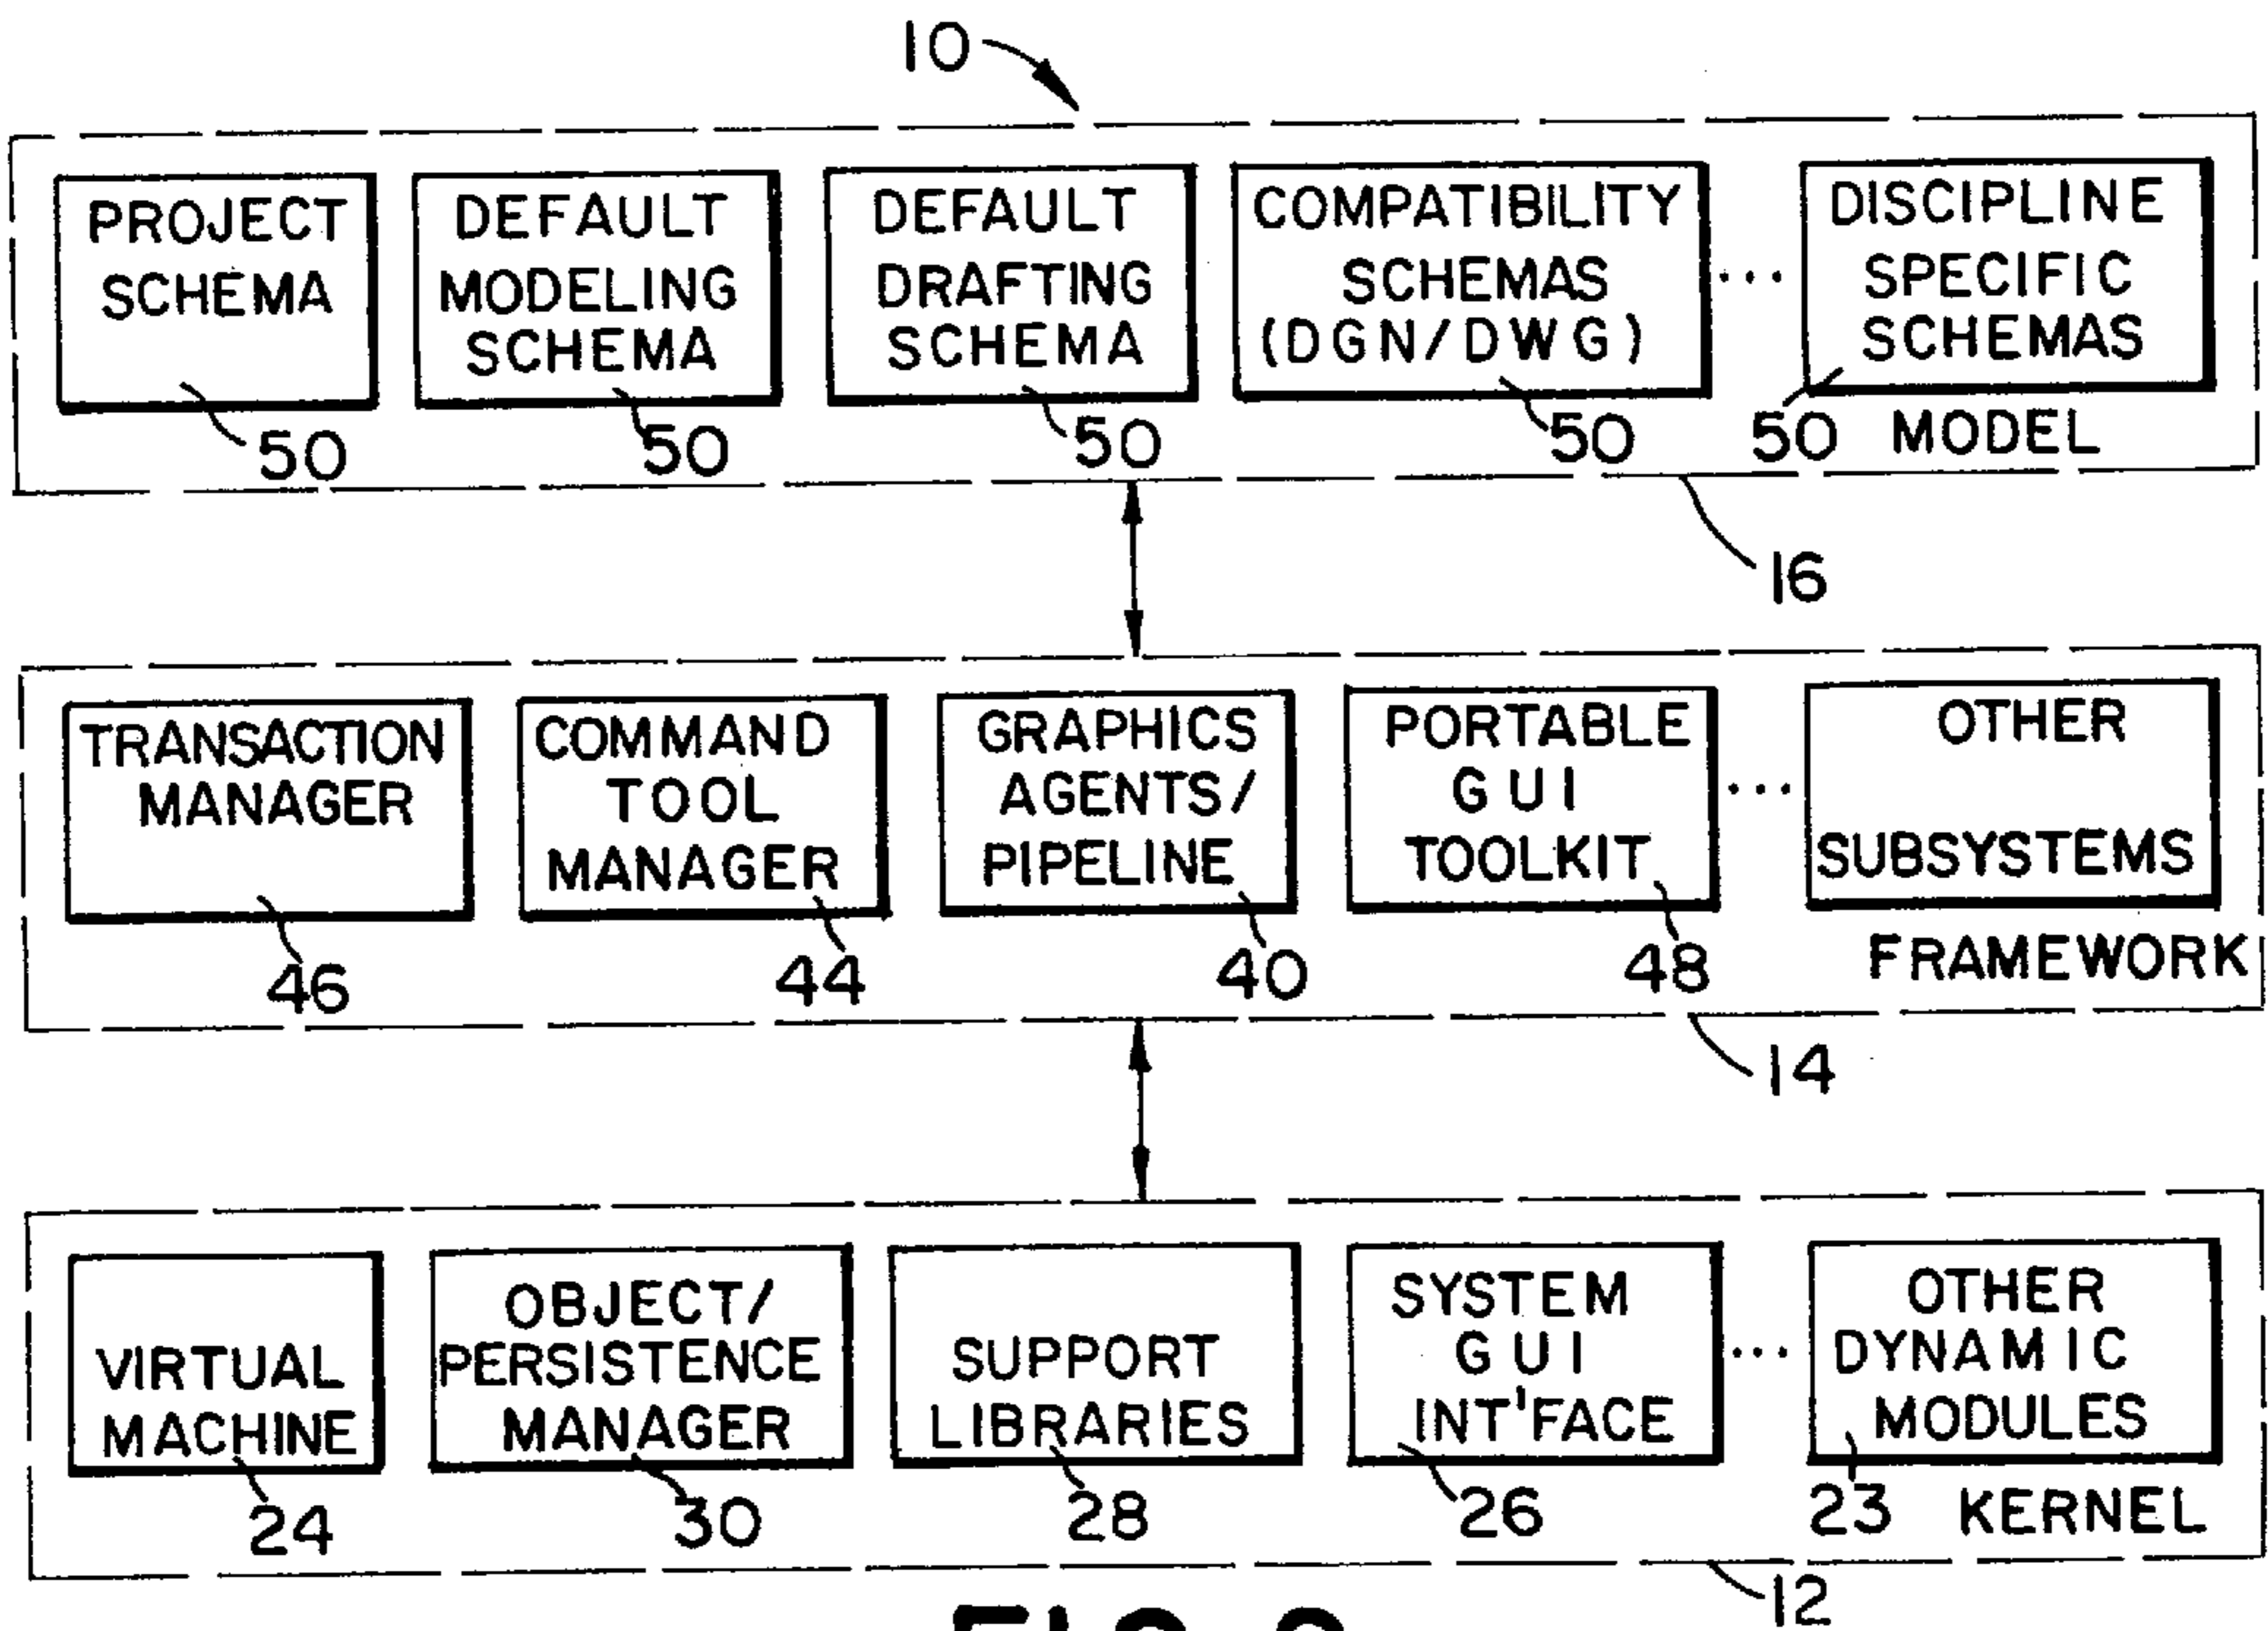 10
PROJECT
SCHEMA
50
DEFAULT
MODELING
SCHEMA
50
DEFAULT
DRAFTING
SCHEMA
50
COMPATIBILITY
SCHEMAS
(DGN/DWG)
50
...
DISCIPLINE
SPECIFIC
SCHEMAS
50
MODEL
16
TRANSACTION
MANAGER
46
COMMAND
TOOL
MANAGER
44
GRAPHICS
AGENTS/
PIPELINE
40
PORTABLE
GUI
TOOLKIT
48
...
OTHER
SUBSYSTEMS
FRAMEWORK
14
VIRTUAL
MACHINE
24
OBJECT/
PERSISTENCE
MANAGER
30
SUPPORT
LIBRARIES
28
SYSTEM
GUI
INT'FACE
26
...
OTHER
DYNAMIC
MODULES
23
KERNEL
12